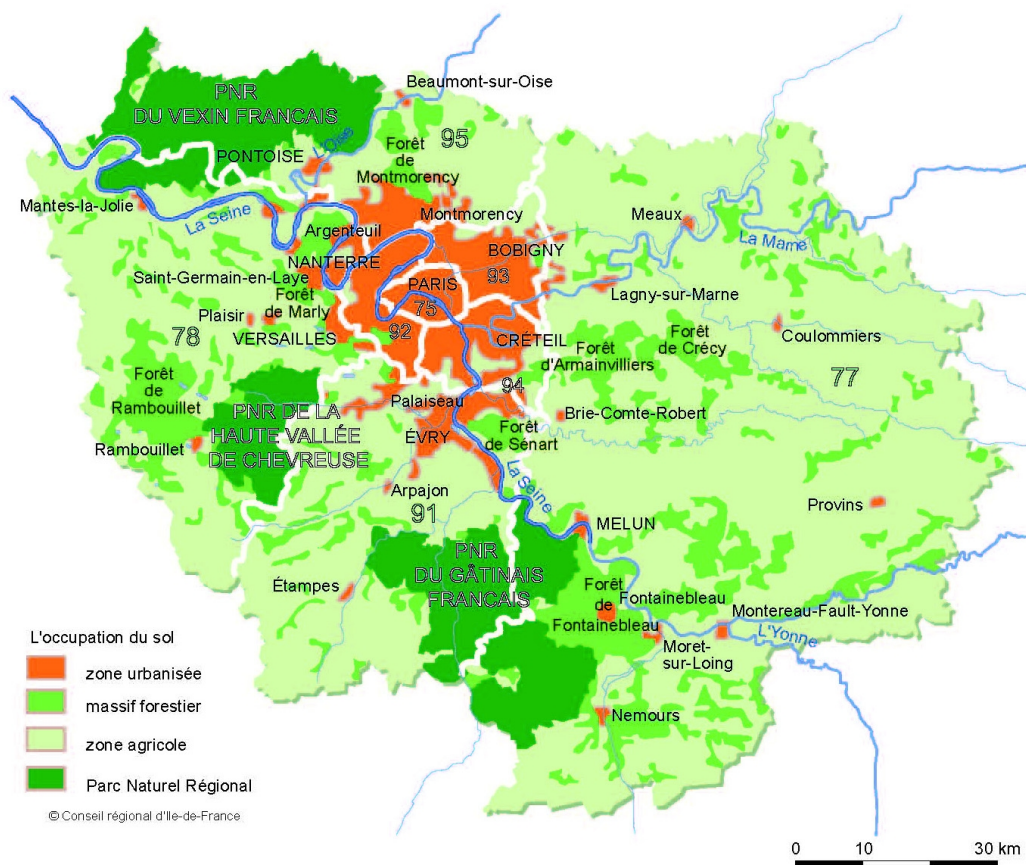 Beaumont-sur-Oise
PNR
DU VEXIN FRANCAIS
95
L'Oise
PONTOISE
Forêt
de
Montmorency
Mantes-la-Jolie
La Seine
Montmorency
Meaux
Argenteuil
La Marne
BOBIGNY
NANTERRE
Saint-Germain-en-Laye
PARIS
93
Forêt
de Marly
75
Lagny-sur-Marne
Plaisir
78
VERSAILLES
92
CRÉTEIL
Coulommiers
Forêt
de Crécy
Forêt
d'Armainvilliers
77
Forêt
de
Rambouillet
94
PNR DE LA
HAUTE VALLÉE
DE CHEVREUSE
Palaiseau
Brie-Comte-Robert
ÉVRY
Forêt
de Sénart
Rambouillet
La Seine
Arpajon
91
Provins
MELUN
PNR
DU GÂTINAIS
FRANCAIS
Étampes
Forêt
de
Fontainebleau
Fontainebleau
Montereau-Fault-Yonne
L'Yonne
Moret-
sur-Loing
Nemours
L'occupation du sol
zone urbanisée
massif forestier
zone agricole
Parc Naturel Régional
© Conseil régional d'Ile-de-France
0 10 30 km